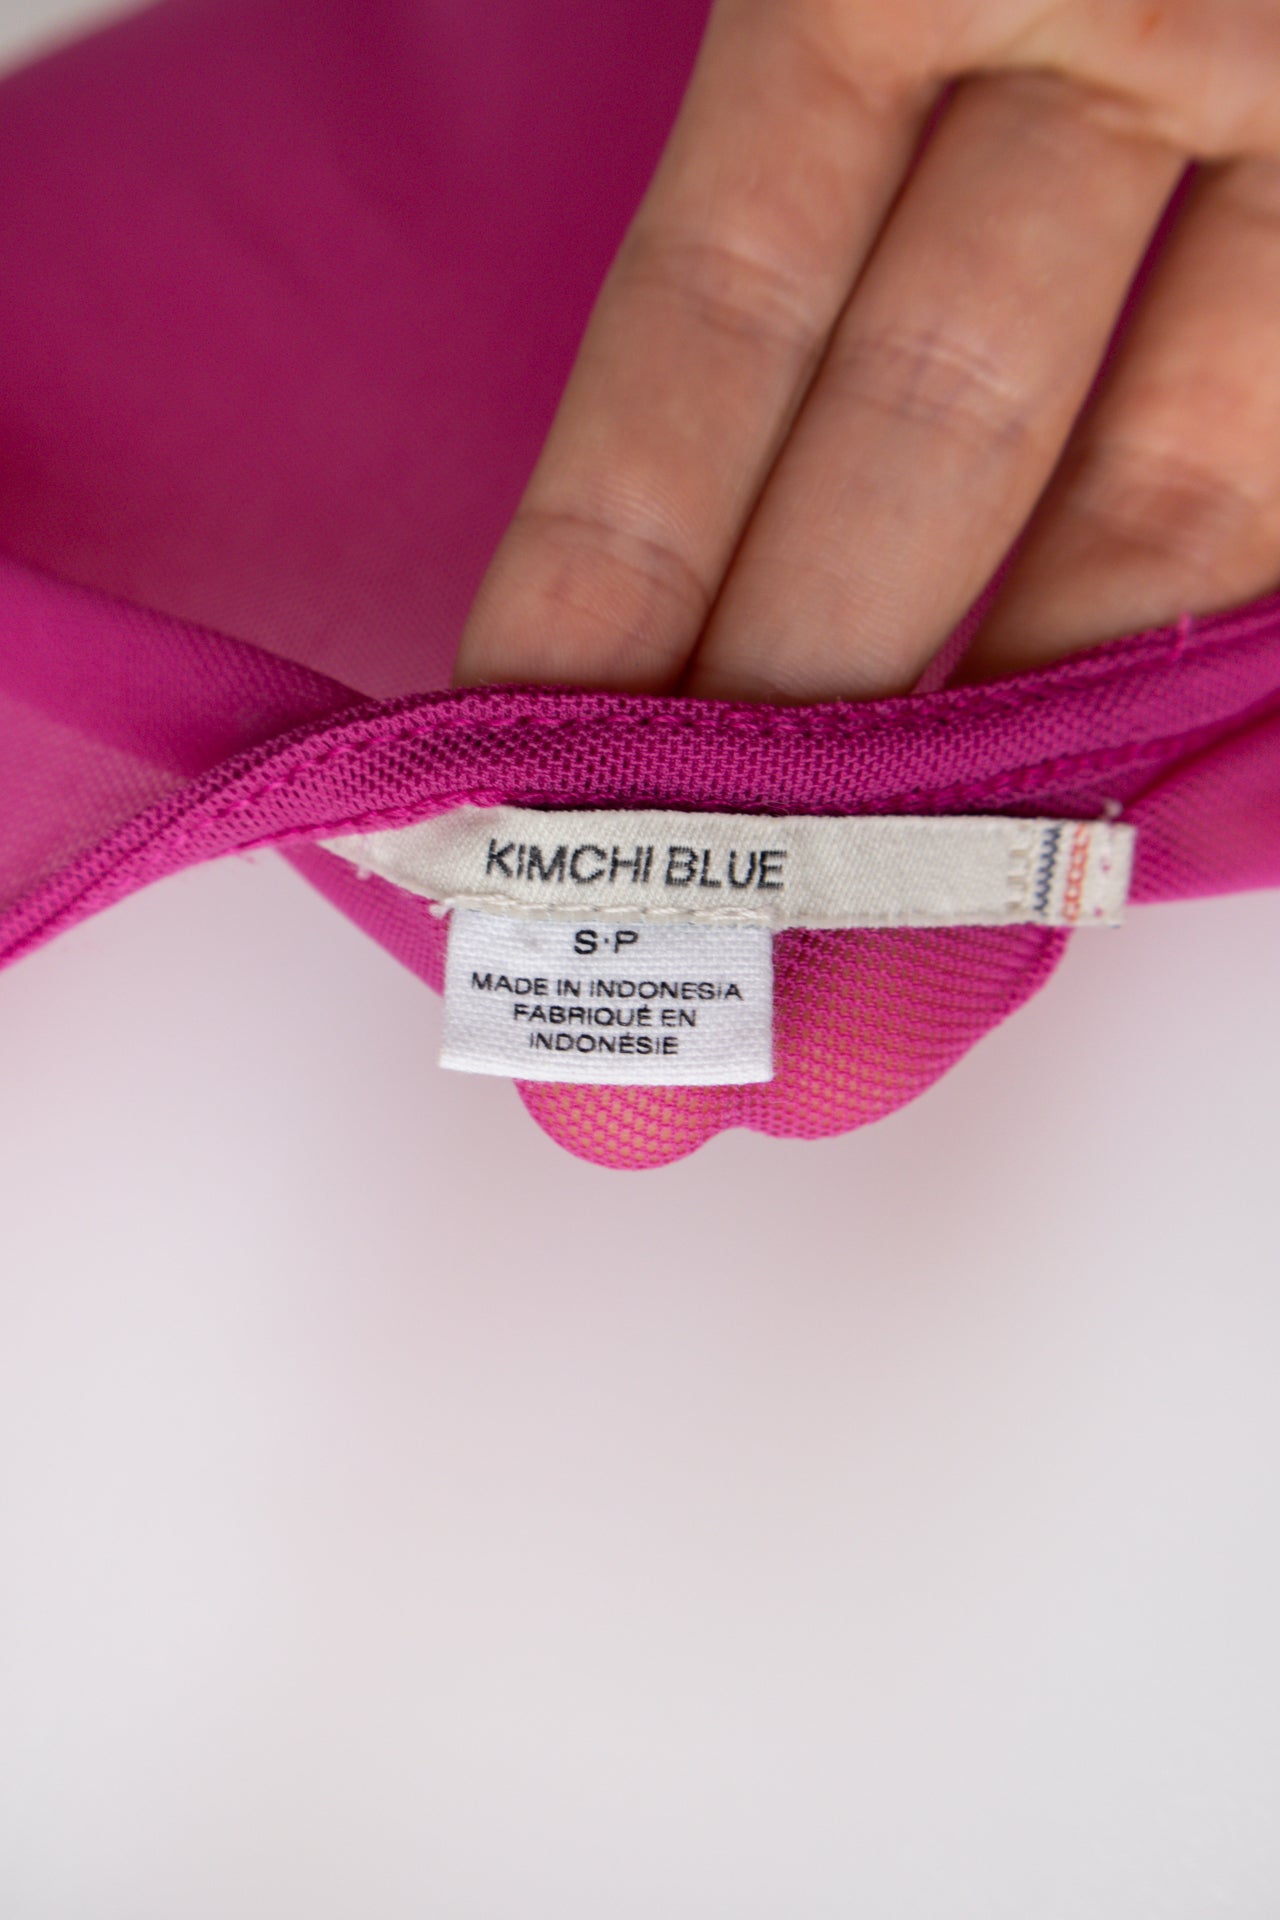 KIMCHI BLUE
S·P
MADE IN INDONESIA
FABRIQUÉ EN
INDONÉSIE